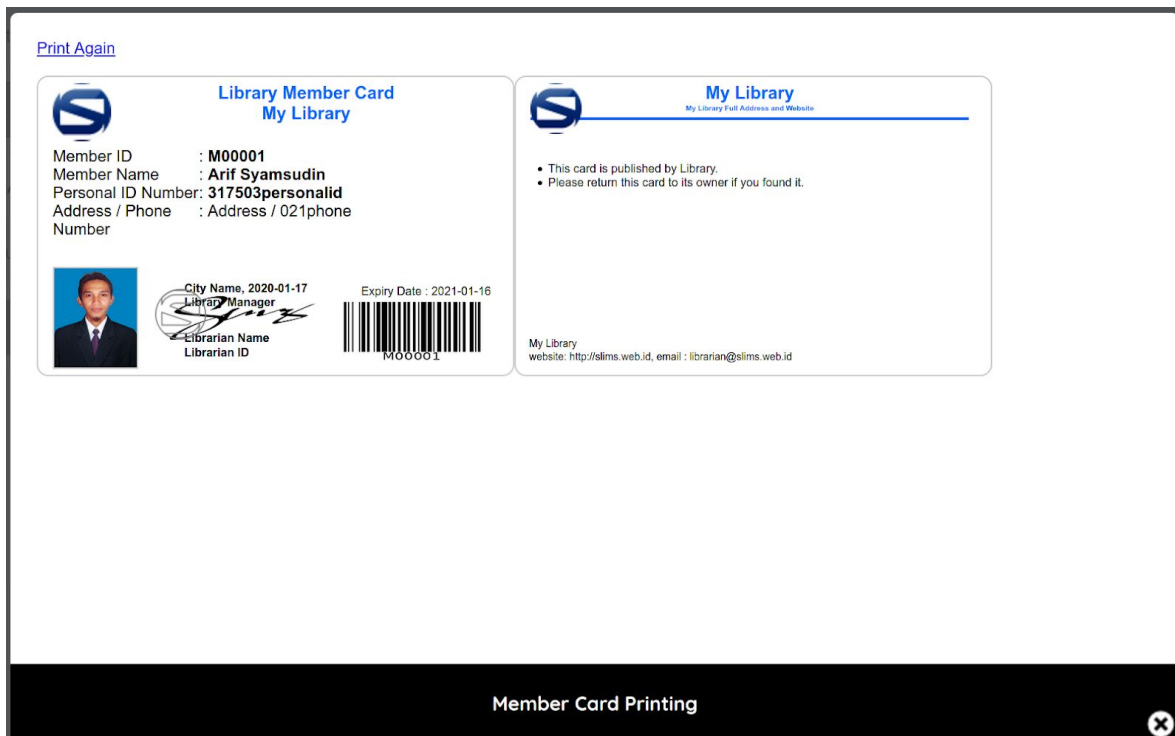 Print Again
Library Member Card
My Library
Member ID : M00001
Member Name : Arif Syamsudin
Personal ID Number: 317503personalid
Address / Phone : Address / 021phone
Number
City Name, 2020-01-17
Library Manager
Librarian Name
Librarian ID
Expiry Date : 2021-01-16
M00001
My Library
My Library Full Address and Website
• This card is published by Library.
• Please return this card to its owner if you found it.
My Library
website: http://slims.web.id, email : librarian@slims.web.id
Member Card Printing